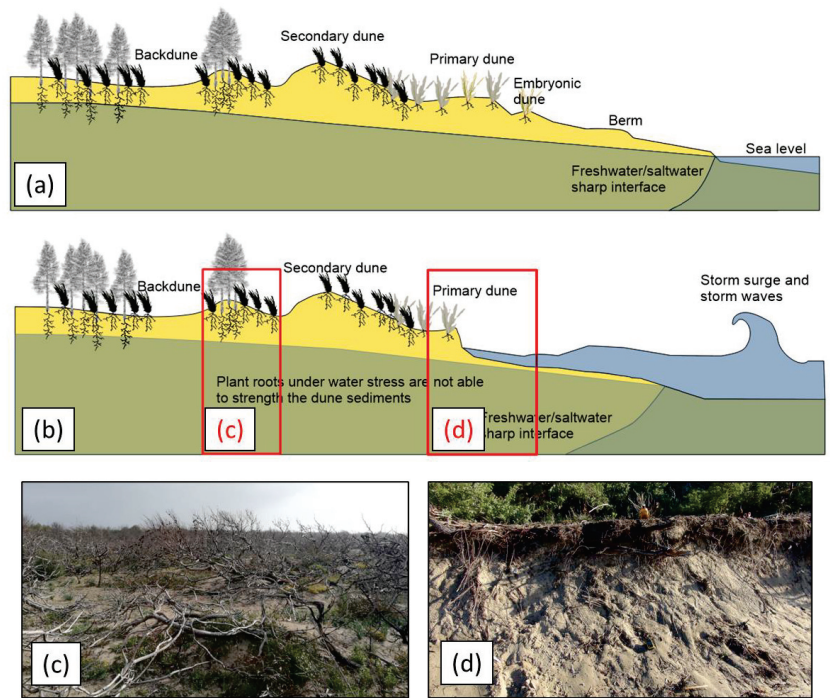 Backdune
Secondary dune
Primary dune
Embryonic
dune
Berm
Sea level
Freshwater/saltwater
sharp interface
(a)
Backdune
Secondary dune
Primary dune
Storm surge and
storm waves
Plant roots under water stress are not able
to strength the dune sediments
Freshwater/saltwater
sharp interface
(b)
(c)
(d)
(c)
(d)